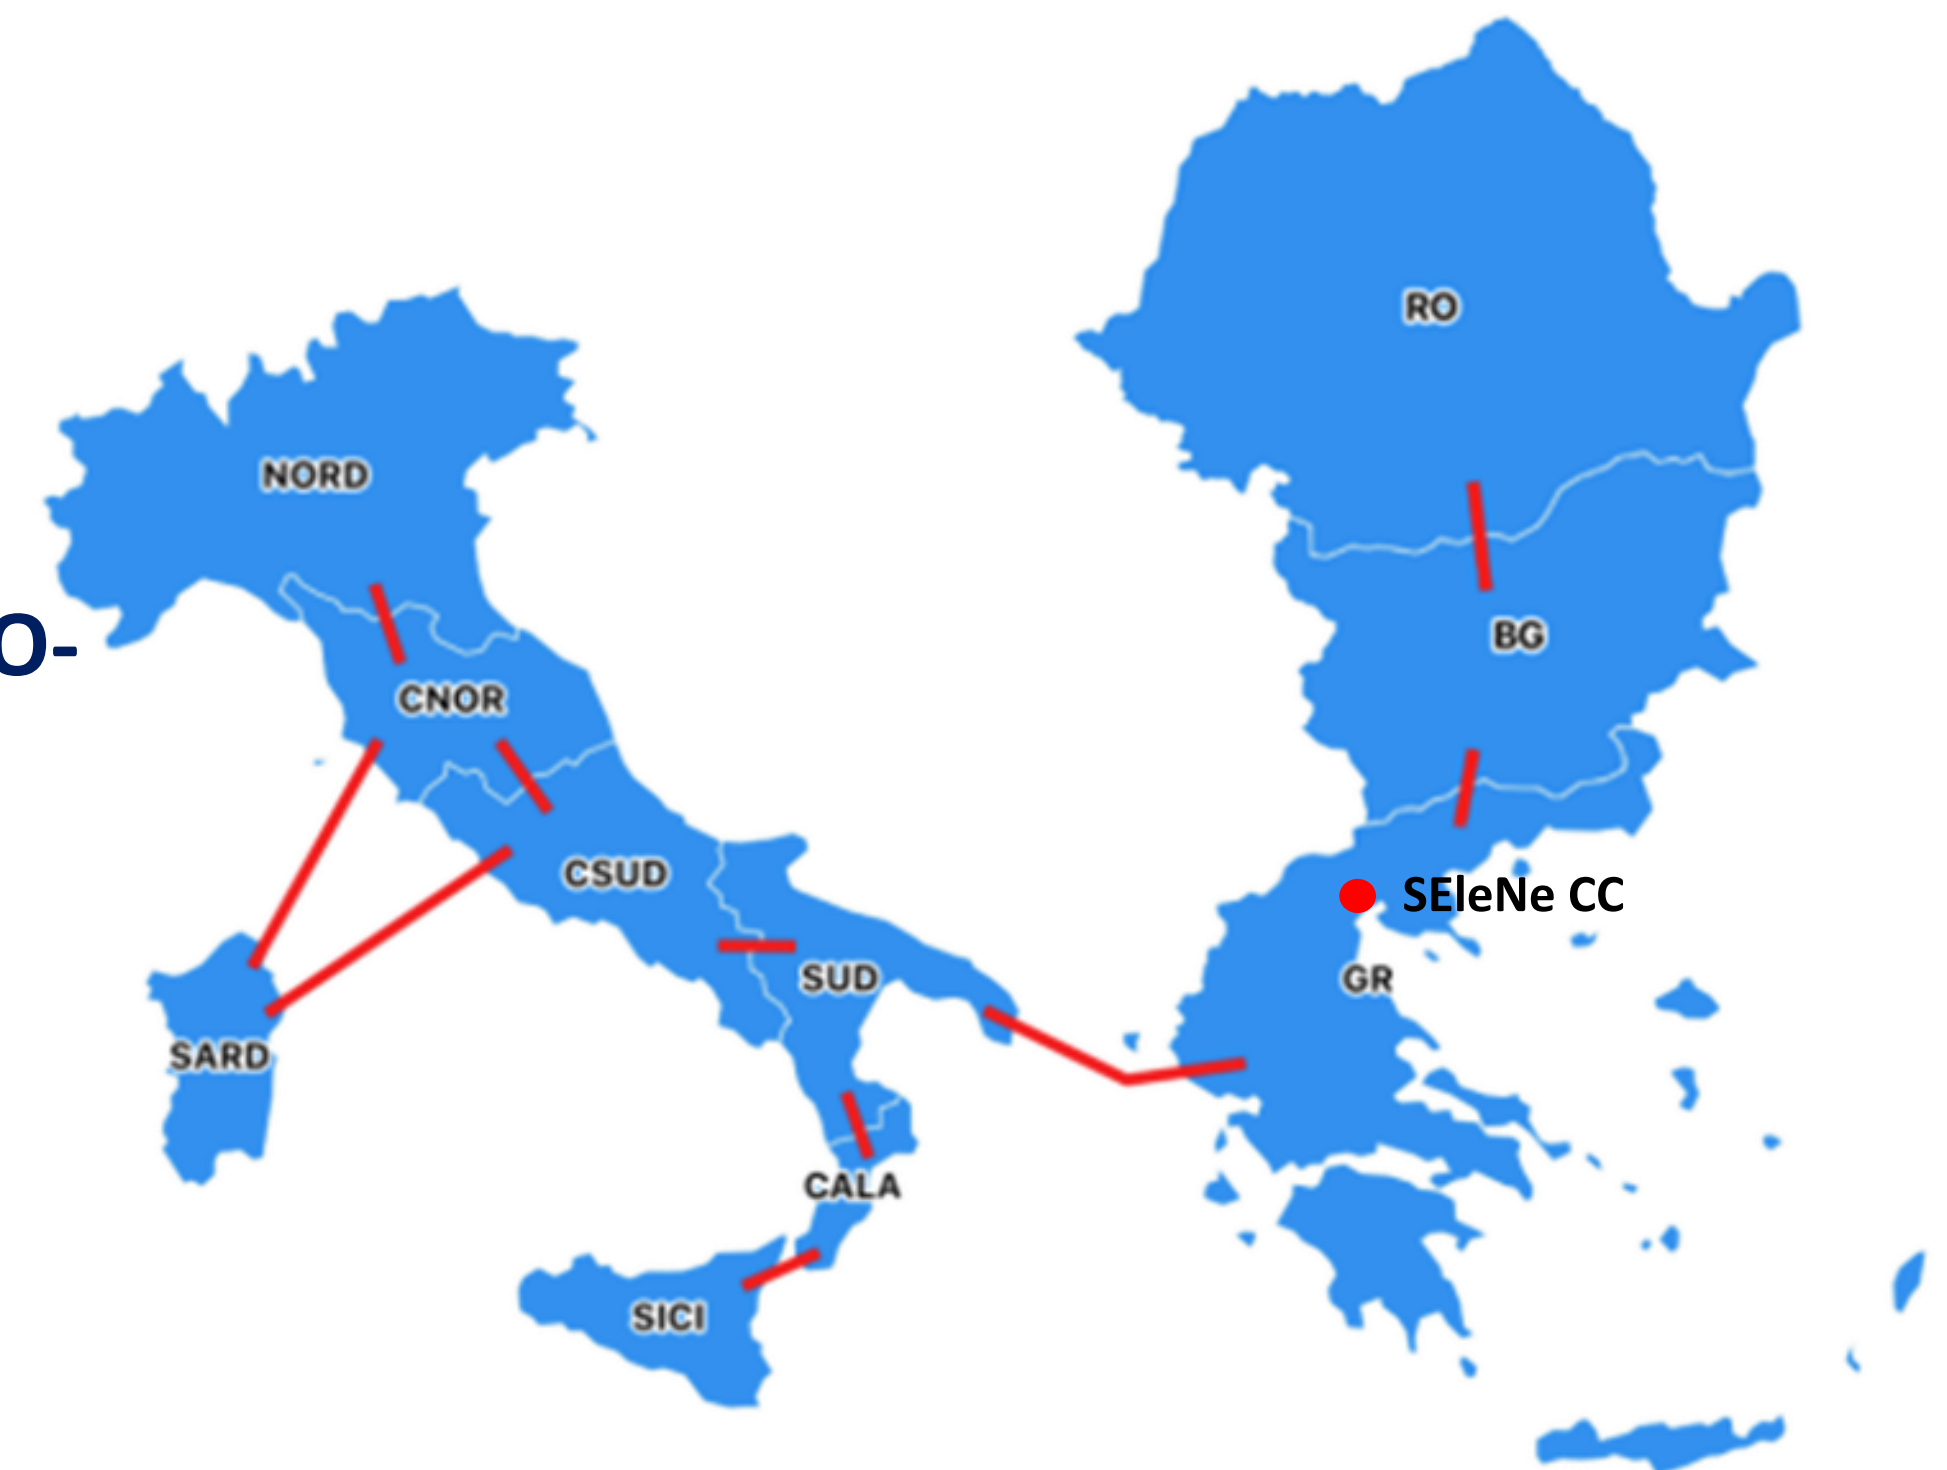 RO
NORD
O-
BG
CNOR
CSUD
SEleNe CC
SUD
GR
SARD
CALA
SICI